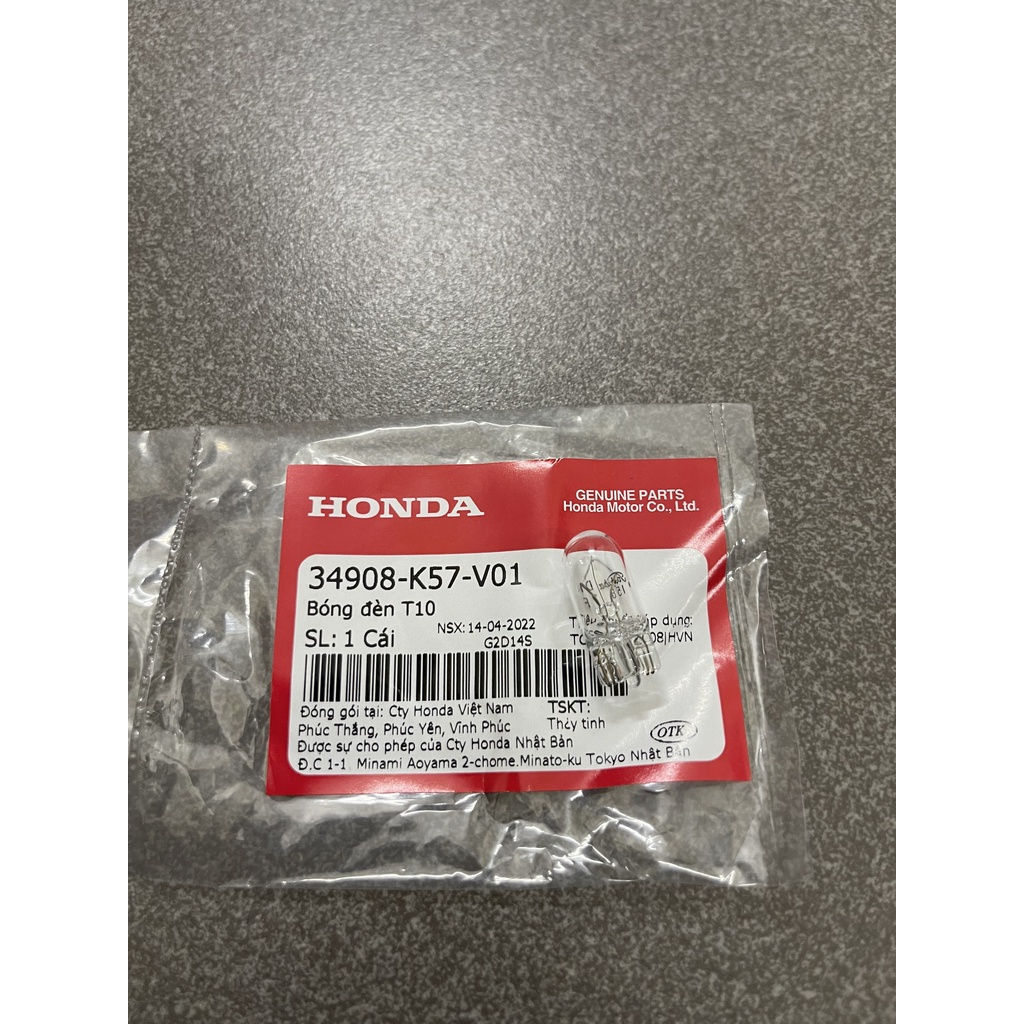 HONDA
GENUINE PARTS
Honda Motor Co., Ltd.
34908-K57-V01
Bóng đèn T10
SL: 1 Cái
NSX: 14-04-2022
G2D14S
dụng:
TSKT:
Thủy tinh
Đóng gói tại: Cty Honda Việt Nam
Phúc Thắng, Phúc Yên, Vĩnh Phúc
Được sự cho phép của Cty Honda Nhật Bản
Đ.C 1-1 Minami Aoyama 2-chome.Minato-ku Tokyo Nhật Bản
OTK